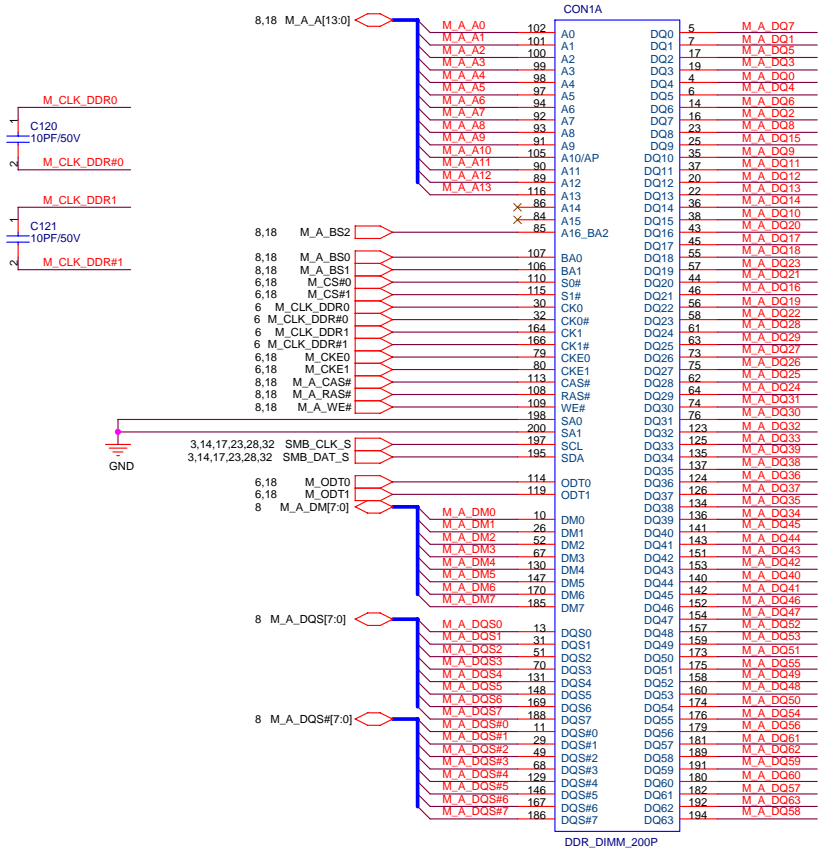 M_CLK_DDR0
1
C120
10PF/50V
2
M_CLK_DDR#0
M_CLK_DDR1
1
C121
10PF/50V
2
M_CLK_DDR#1
CON1A
8,18 M_A_A[13:0]
M_A_A0 102 A0
M_A_A1 101 A1
M_A_A2 100 A2
M_A_A3 99 A3
M_A_A4 98 A4
M_A_A5 97 A5
M_A_A6 94 A6
M_A_A7 92 A7
M_A_A8 93 A8
M_A_A9 91 A9
M_A_A10 105 A10/AP
M_A_A11 90 A11
M_A_A12 89 A12
M_A_A13 116 A13
86 A14
84 A15
8,18 M_A_BS2 85 A16_BA2
8,18 M_A_BS0 107 BA0
8,18 M_A_BS1 106 BA1
6,18 M_CS#0 110 S0#
6,18 M_CS#1 115 S1#
6 M_CLK_DDR0 30 CK0
6 M_CLK_DDR#0 32 CK0#
6 M_CLK_DDR1 164 CK1
6 M_CLK_DDR#1 166 CK1#
6,18 M_CKE0 79 CKE0
6,18 M_CKE1 80 CKE1
8,18 M_A_CAS# 113 CAS#
8,18 M_A_RAS# 108 RAS#
8,18 M_A_WE# 109 WE#
198 SA0
200 SA1
GND
3,14,17,23,28,32 SMB_CLK_S 197 SCL
3,14,17,23,28,32 SMB_DAT_S 195 SDA
6,18 M_ODT0 114 ODT0
6,18 M_ODT1 119 ODT1
8 M_A_DM[7:0]
M_A_DM0 10 DM0
M_A_DM1 26 DM1
M_A_DM2 52 DM2
M_A_DM3 67 DM3
M_A_DM4 130 DM4
M_A_DM5 147 DM5
M_A_DM6 170 DM6
M_A_DM7 185 DM7
8 M_A_DQS[7:0]
M_A_DQS0 13 DQS0
M_A_DQS1 31 DQS1
M_A_DQS2 51 DQS2
M_A_DQS3 70 DQS3
M_A_DQS4 131 DQS4
M_A_DQS5 148 DQS5
M_A_DQS6 169 DQS6
M_A_DQS7 188 DQS7
8 M_A_DQS#[7:0]
M_A_DQS#0 11 DQS#0
M_A_DQS#1 29 DQS#1
M_A_DQS#2 49 DQS#2
M_A_DQS#3 68 DQS#3
M_A_DQS#4 129 DQS#4
M_A_DQS#5 146 DQS#5
M_A_DQS#6 167 DQS#6
M_A_DQS#7 186 DQS#7
DQ0 5 M_A_DQ7
DQ1 7 M_A_DQ1
DQ2 17 M_A_DQ5
DQ3 19 M_A_DQ3
DQ4 4 M_A_DQ0
DQ5 6 M_A_DQ4
DQ6 14 M_A_DQ6
DQ7 16 M_A_DQ2
DQ8 23 M_A_DQ8
DQ9 25 M_A_DQ15
DQ10 35 M_A_DQ9
DQ11 37 M_A_DQ11
DQ12 20 M_A_DQ12
DQ13 22 M_A_DQ13
DQ14 36 M_A_DQ14
DQ15 38 M_A_DQ10
DQ16 43 M_A_DQ20
DQ17 45 M_A_DQ17
DQ18 55 M_A_DQ18
DQ19 57 M_A_DQ23
DQ20 44 M_A_DQ21
DQ21 46 M_A_DQ16
DQ22 56 M_A_DQ19
DQ23 58 M_A_DQ22
DQ24 61 M_A_DQ28
DQ25 63 M_A_DQ29
DQ26 73 M_A_DQ27
DQ27 75 M_A_DQ26
DQ28 62 M_A_DQ25
DQ29 64 M_A_DQ24
DQ30 74 M_A_DQ31
DQ31 76 M_A_DQ30
DQ32 123 M_A_DQ32
DQ33 125 M_A_DQ33
DQ34 135 M_A_DQ39
DQ35 137 M_A_DQ38
DQ36 124 M_A_DQ36
DQ37 126 M_A_DQ37
DQ38 134 M_A_DQ35
DQ39 136 M_A_DQ34
DQ40 141 M_A_DQ45
DQ41 143 M_A_DQ44
DQ42 151 M_A_DQ43
DQ43 153 M_A_DQ42
DQ44 140 M_A_DQ40
DQ45 142 M_A_DQ41
DQ46 152 M_A_DQ46
DQ47 154 M_A_DQ47
DQ48 157 M_A_DQ52
DQ49 159 M_A_DQ53
DQ50 173 M_A_DQ51
DQ51 175 M_A_DQ55
DQ52 158 M_A_DQ49
DQ53 160 M_A_DQ48
DQ54 174 M_A_DQ50
DQ55 176 M_A_DQ54
DQ56 179 M_A_DQ56
DQ57 181 M_A_DQ61
DQ58 189 M_A_DQ62
DQ59 191 M_A_DQ59
DQ60 180 M_A_DQ60
DQ61 182 M_A_DQ57
DQ62 192 M_A_DQ63
DQ63 194 M_A_DQ58
DDR_DIMM_200P